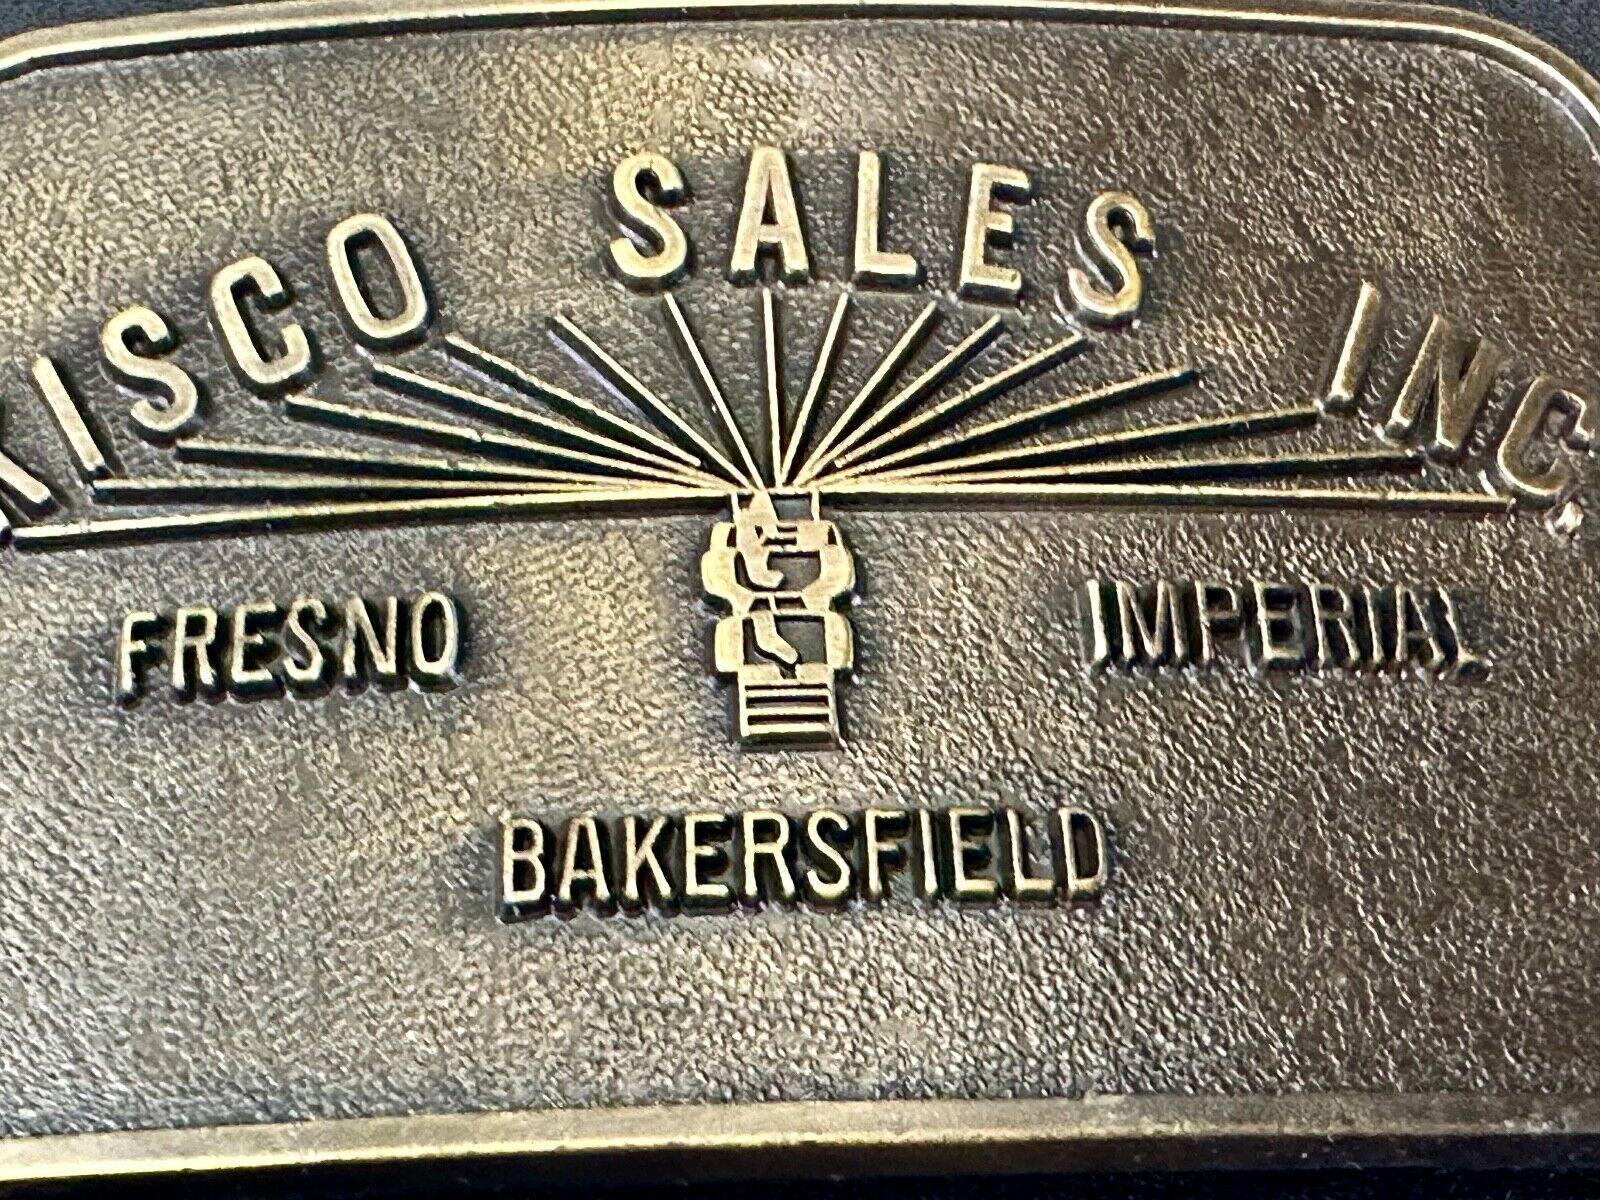 RISCO SALES INC.
FRESNO IMPERIAL
BAKERSFIELD